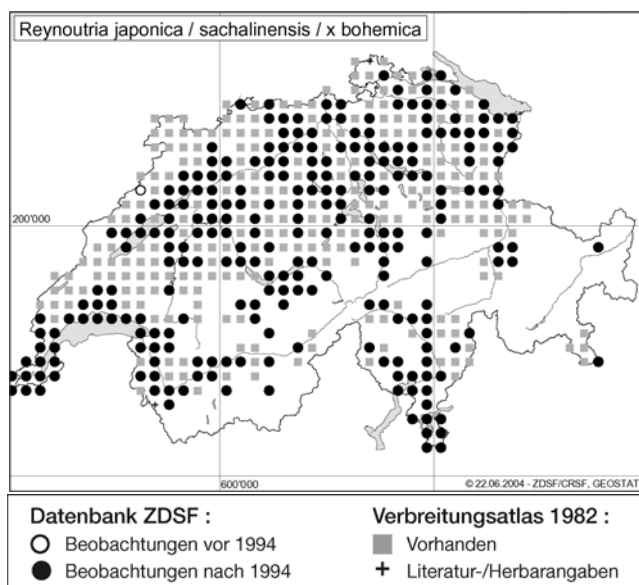 Reynoutria japonica / sachalinensis / x bohemica
200'000
600'000
© 22.06.2004 - ZDSF/CRSF, GEOSTAT
Datenbank ZDSF :
Beobachtungen vor 1994
Beobachtungen nach 1994
Verbreitungsatlas 1982 :
Vorhanden
Literatur-/Herbarangaben